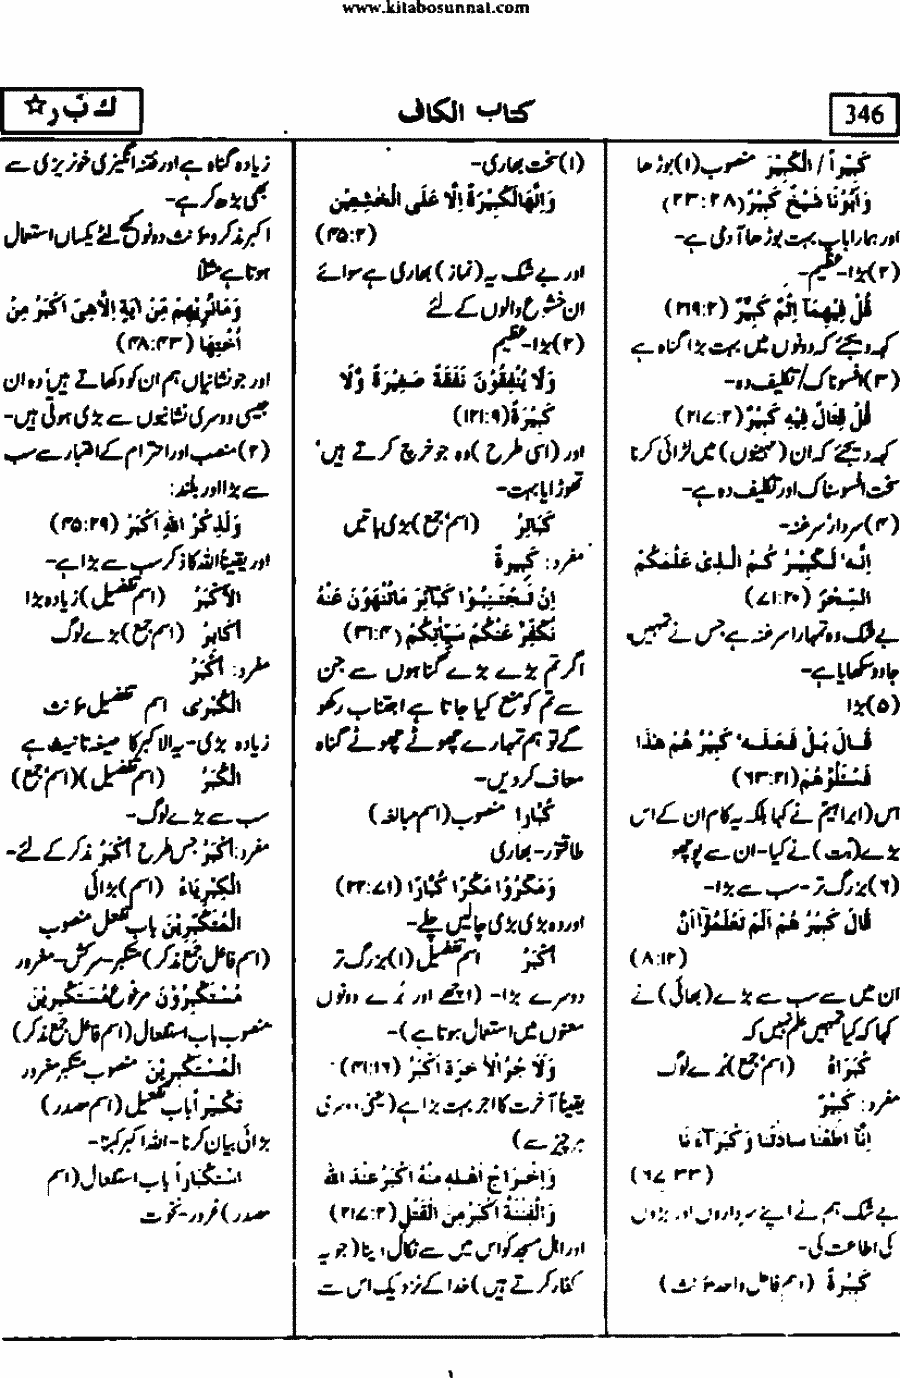 www.kitabosunnat.com
346
کتاب الکاف
ك ب ر ☆
كَبِيْراً / الْكَبِيْرَ منصوب (۱) بوڑھا
وَاَبُوْنَا شَيْخٌ كَبِيْرٌ (۲۳:۲۸)
اور ہمارا باپ بہت بوڑھا آدمی ہے-
(۲) بڑا- عظیم-
قُلْ فِيْهِمَآ اِثْمٌ كَبِيْرٌ (۲۱۹:۲)
کہہ دیجئے کہ دونوں میں بہت بڑا گناہ ہے
(۳) افسوناک/ تکلیف دہ-
قُلْ قِتَالٌ فِيْهِ كَبِيْرٌ (۲۱۷:۲)
کہہ دیجئے کہ ان (مہینوں) میں لڑائی کرنا
سخت افسوسناک اور تکلیف دہ ہے-
(۴) سردار سرغنہ-
اِنَّه‘ لَكَبِيْرُ كُمُ الَّذِىْ عَلَّمَكُمُ
السِّحْرَ (۷۱:۲۰)
بے شک وہ تمہارا سرغنہ ہے جس نے تمہیں
جادو سکھایا ہے-
(۵) بڑا
قَالَ بَلْ فَعَلَه‘ كَبِيْرُ هُمْ هٰذَا
فَسْئَلُوْهُمْ (۶۳:۲۱)
اس (ابراہیم نے کہا بلکہ یہ کام ان کے اس
بڑے (بت) نے کیا- ان سے پوچھو
(۶) بزرگ تر- سب سے بڑا-
قَالَ كَبِيْرُ هُمْ اَلَمْ تَعْلَمُوْٓا اَنَّ
(۸:۱۲)
ان میں سے سب سے بڑے (بھائی) نے
کہا کہ کیا تمہیں علم نہیں کہ
كُبَرَاءُ (اسم جمع) بڑے لوگ
مفرد: كَبِيْرٌ
اِنَّا اَطَعْنَا سَادَتَنَا وَ كُبَرَآءَ نَا
(۶۷:۳۳)
بے شک ہم نے اپنے سرداروں اور بڑوں
کی اطاعت کی-
كَبِيْرَةٌ (اسم فاعل واحد مؤنث)
(۱) سخت بھاری-
وَاِنَّهَا لَكَبِيْرَةٌ اِلَّا عَلَى الْخٰشِعِيْنَ
(۴۵:۲)
اور بے شک یہ (نماز) بھاری ہے سوائے
ان خشوع والوں کے لئے
(۲) بڑا- عظیم
وَلَا يُنْفِقُوْنَ نَفَقَةً صَغِيْرَةً وَّلَا
كَبِيْرَةً (۱۲۱:۹)
اور (اسی طرح) وہ جو خرچ کرتے ہیں'
تھوڑا یا بہت-
كَبَائِرُ (اسم جمع) بڑی باتیں
مفرد: كَبِيْرَةٌ
اِنْ تَجْتَنِبُوْا كَبَآئِرَ مَاتُنْهَوْنَ عَنْهُ
نُكَفِّرْ عَنْكُمْ سَيِّاٰتِكُمْ (۳۱:۴)
اگر تم بڑے بڑے گناہوں سے جن
سے تم کو منع کیا جاتا ہے اجتناب رکھو
گے تو ہم تمہارے چھوٹے چھوٹے گناہ
معاف کر دیں-
كُبَّارًا منصوب (اسم مبالغہ)
طاقتور- بھاری
وَمَكَرُوْا مَكْرًا كُبَّارًا (۲۲:۷۱)
اور وہ بڑی بڑی چالیں چلے-
اَكْبَرُ اسم تفضیل (۱) بزرگ تر
دوسرے بڑا- (اچھے اور برے دونوں
معنوں میں استعمال ہوتا ہے)-
وَلَا جْرُ الْاٰ خِرَةِ اَكْبَرُ (۴۱:۱۶)
یقیناً آخرت کا اجر بہت بڑا ہے (یعنی دوسری
ہر چیز سے)
وَاِخْرَاجُ اَهْلِهٖ مِنْهُ اَكْبَرُ عِنْدَ اللهِ
وَالْفِتْنَةُ اَكْبَرُ مِنَ الْقَتْلِ (۲۱۷:۲)
اور اہل مسجد کو اس میں سے نکال دینا (جو یہ
کفار کرتے ہیں) خدا کے نزدیک اس سے
زیادہ گناہ ہے اور فتنہ انگیزی خونریزی سے
بھی بڑھ کر ہے-
اکبر مذکر و مؤنث دونوں کے لئے یکساں استعمال
ہوتا ہے مثلاً
وَمَانُرِيْهِمْ مِّنْ اٰيَةٍ اِلَّاهِىَ اَكْبَرُ مِنْ
اُخْتِهَا (۴۸:۴۳)
اور جو نشانیاں ہم ان کو دکھاتے ہیں' وہ ان
جیسی دوسری نشانیوں سے بڑی ہوتی ہیں-
(۲) منصب اور احترام کے اعتبار سے سب
سے بڑا اور بلند:
وَلَذِكْرُ اللهِ اَكْبَرُ (۴۵:۲۹)
اور یقیناً اللہ کا ذکر سب سے بڑا ہے-
الْاَكْبَرُ (اسم تفضیل) زیادہ بڑا
اَكَابِرُ (اسم جمع) بڑے لوگ
مفرد: اَكْبَرُ
الْكُبْرٰى اسم تفضیل مؤنث
زیادہ بڑی- یہ الاکبر کا صیغہ تانیث ہے
الْكُبَرُ (اسم تفضیل) (اسم جمع)
سب سے بڑے لوگ-
مفرد: اَكْبَرُ جس طرح اَكْبَرُ مذکر کے لئے-
الْكِبْرِيَاءُ (اسم) بڑائی
الْمُتَكَبِّرِيْنَ باب تفعل منصوب
(اسم فاعل جمع مذکر) متکبر- سرکش- مغرور
مُسْتَكْبِرُوْنَ مرفوع مُسْتَكْبِرِيْنَ
منصوب باب استفعال (اسم فاعل جمع مذکر)
الْمُسْتَكْبِرِيْنَ منصوب متکبر مغرور
تَكْبِيْراً باب تفعیل (اسم مصدر)
بڑائی بیان کرنا- اللہ اکبر کہنا-
اسْتِكْبَاراً باب استفعال (اسم
مصدر) غرور- نخوت